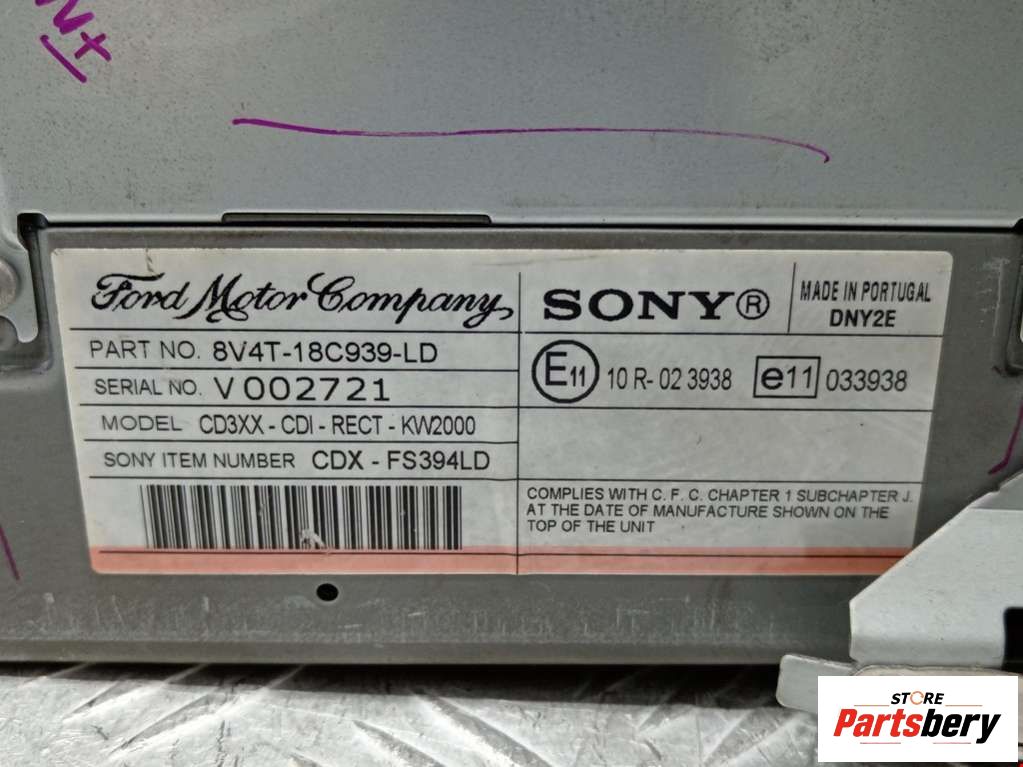 Ford Motor Company
SONY®
MADE IN PORTUGAL
DNY2E
PART NO. 8V4T-18C939-LD
SERIAL NO. V 002721
MODEL CD3XX - CDI - RECT - KW2000
SONY ITEM NUMBER CDX - FS394LD
E11 10 R- 02 3938 e11 033938
COMPLIES WITH C. F. C. CHAPTER 1 SUBCHAPTER J.
AT THE DATE OF MANUFACTURE SHOWN ON THE
TOP OF THE UNIT
STORE
Partsbery